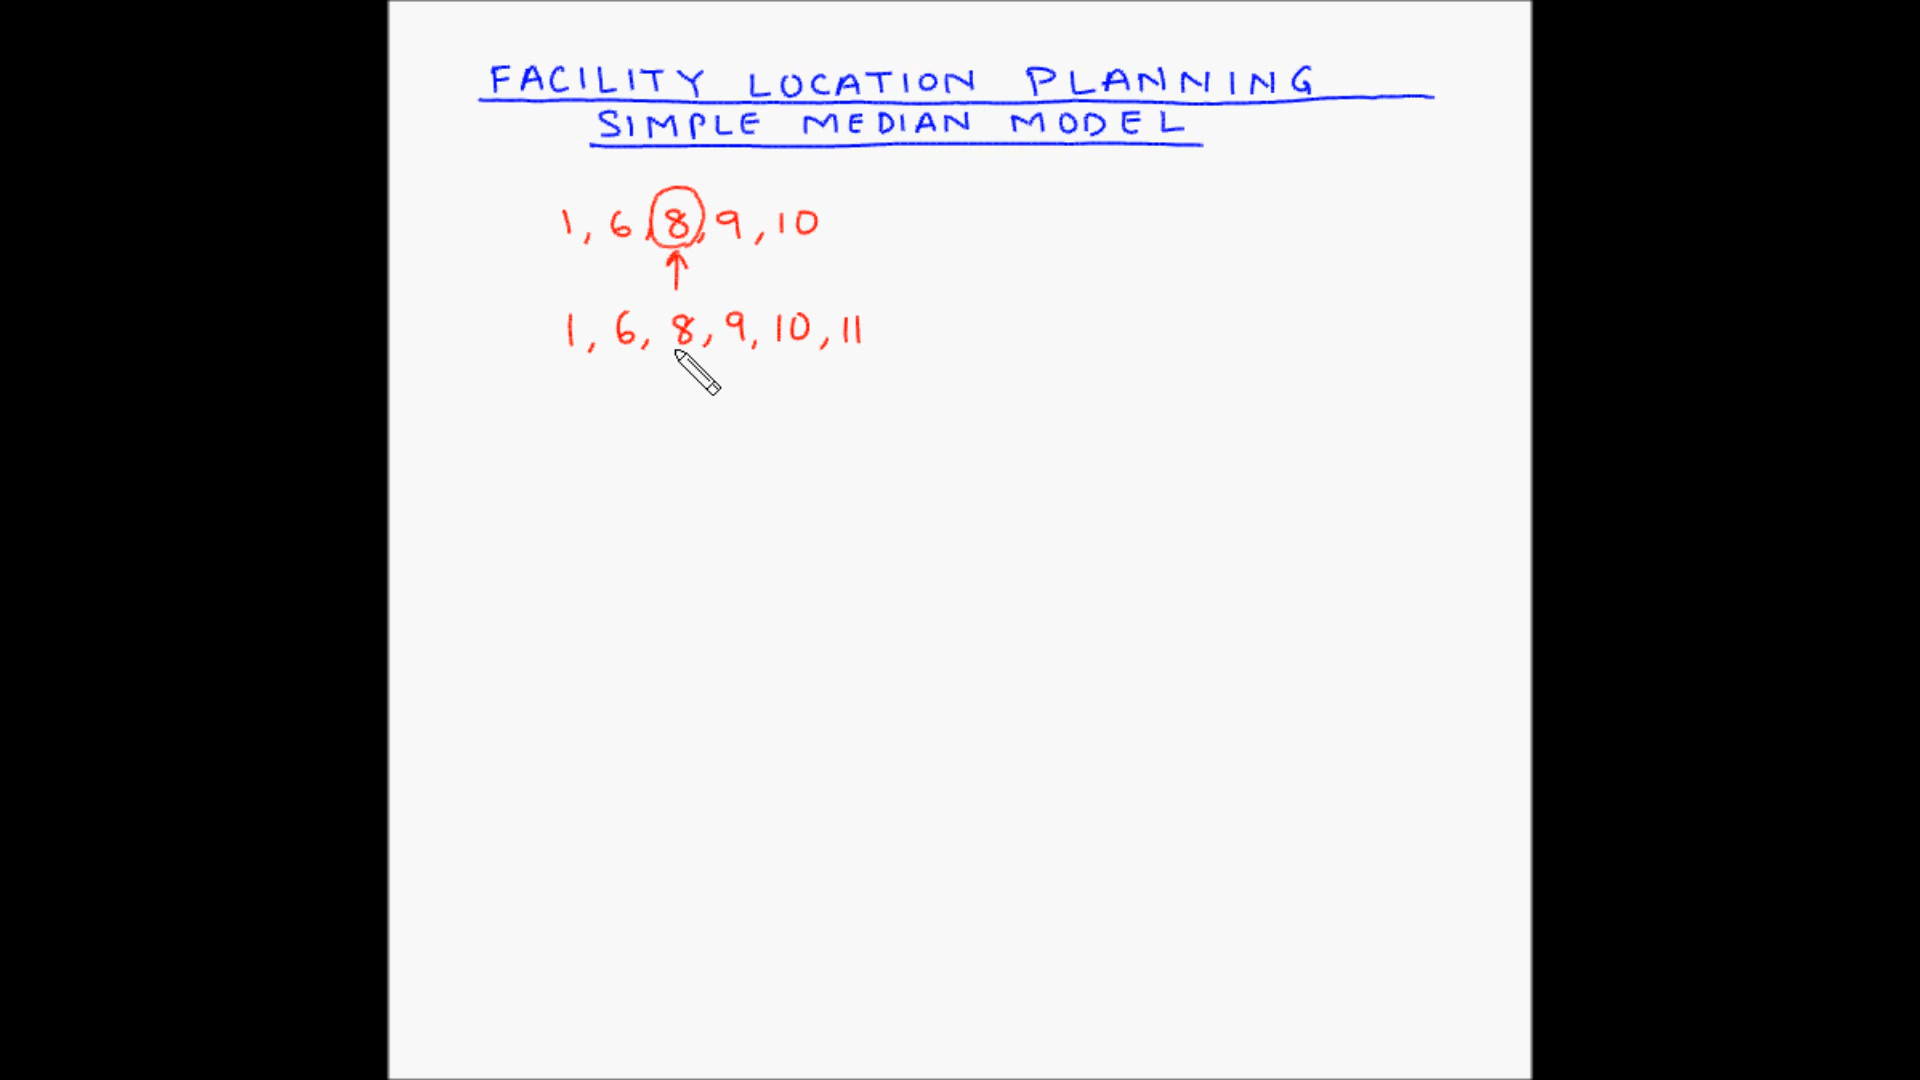 FACILITY LOCATION PLANNING
SIMPLE MEDIAN MODEL
1, 6, 8, 9, 10
1, 6, 8, 9, 10, 11